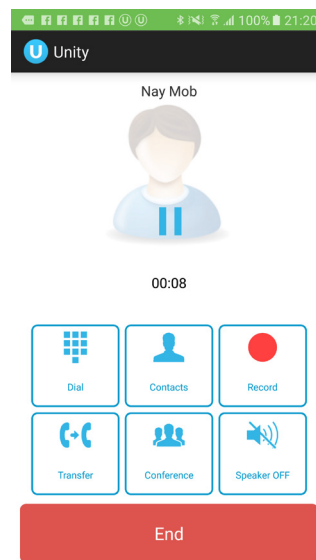 100% 21:20
U Unity
Nay Mob
00:08
Dial Contacts Record
Transfer Conference Speaker OFF
End